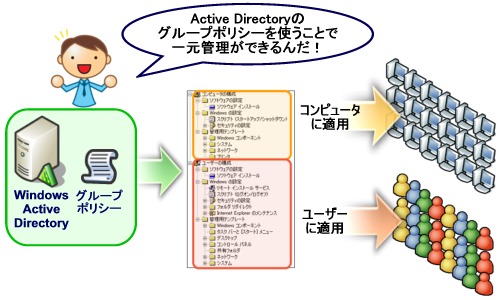 Active Directoryの
グループポリシーを使うことで
一元管理ができるんだ！
Windows
Active
Directory
グループ
ポリシー
コンピュータの構成
ソフトウェアの設定
ソフトウェア インストール
Windows の設定
スクリプト (スタートアップ/シャットダウン)
セキュリティの設定
管理用テンプレート
Windows コンポーネント
システム
ネットワーク
プリンタ
ユーザーの構成
ソフトウェアの設定
ソフトウェア インストール
Windows の設定
リモート インストール サービス
スクリプト (ログオン/ログオフ)
セキュリティの設定
フォルダ リダイレクト
Internet Explorer のメンテナンス
管理用テンプレート
Windows コンポーネント
タスク バーと [スタート] メニュー
デスクトップ
コントロール パネル
共有フォルダ
ネットワーク
システム
コンピュータ
に適用
ユーザー
に適用